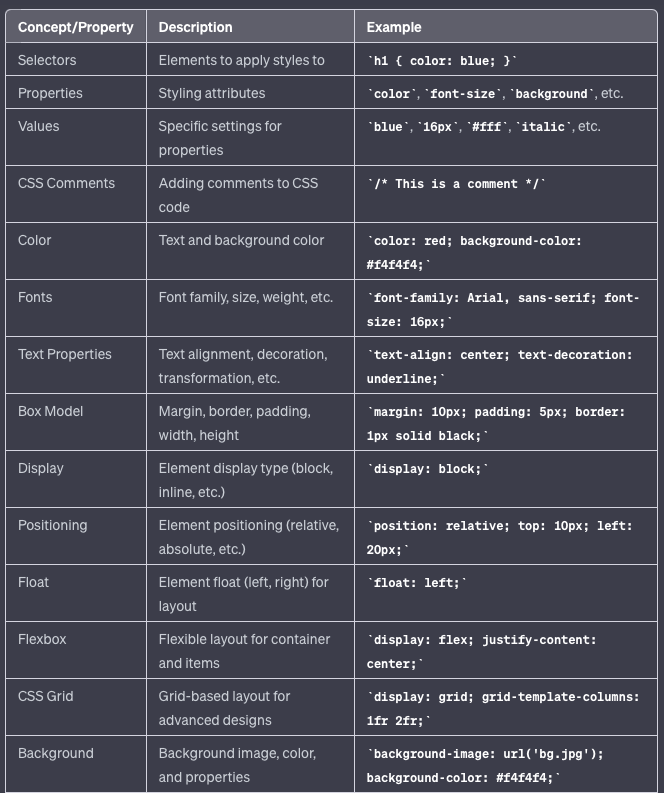 Concept/Property Description Example
Selectors Elements to apply styles to `h1 { color: blue; }`
Properties Styling attributes `color`, `font-size`, `background`, etc.
Values Specific settings for `blue`, `16px`, `#fff`, `italic`, etc.
properties
CSS Comments Adding comments to CSS `/* This is a comment */`
code
Color Text and background color `color: red; background-color:
#f4f4f4;`
Fonts Font family, size, weight, etc. `font-family: Arial, sans-serif; font-
size: 16px;`
Text Properties Text alignment, decoration, `text-align: center; text-decoration:
transformation, etc. underline;`
Box Model Margin, border, padding, `margin: 10px; padding: 5px; border:
width, height 1px solid black;`
Display Element display type (block, `display: block;`
inline, etc.)
Positioning Element positioning (relative, `position: relative; top: 10px; left:
absolute, etc.) 20px;`
Float Element float (left, right) for `float: left;`
layout
Flexbox Flexible layout for container `display: flex; justify-content:
and items center;`
CSS Grid Grid-based layout for `display: grid; grid-template-columns:
advanced designs 1fr 2fr;`
Background Background image, color, `background-image: url('bg.jpg');
and properties background-color: #f4f4f4;`